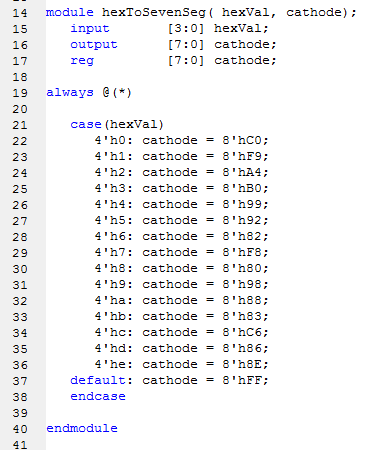 14 module hexToSevenSeg( hexVal, cathode);
15 input [3:0] hexVal;
16 output [7:0] cathode;
17 reg [7:0] cathode;
18
19 always @(*)
20
21 case(hexVal)
22 4'h0: cathode = 8'hC0;
23 4'h1: cathode = 8'hF9;
24 4'h2: cathode = 8'hA4;
25 4'h3: cathode = 8'hB0;
26 4'h4: cathode = 8'h99;
27 4'h5: cathode = 8'h92;
28 4'h6: cathode = 8'h82;
29 4'h7: cathode = 8'hF8;
30 4'h8: cathode = 8'h80;
31 4'h9: cathode = 8'h98;
32 4'ha: cathode = 8'h88;
33 4'hb: cathode = 8'h83;
34 4'hc: cathode = 8'hC6;
35 4'hd: cathode = 8'h86;
36 4'he: cathode = 8'h8E;
37 default: cathode = 8'hFF;
38 endcase
39
40 endmodule
41